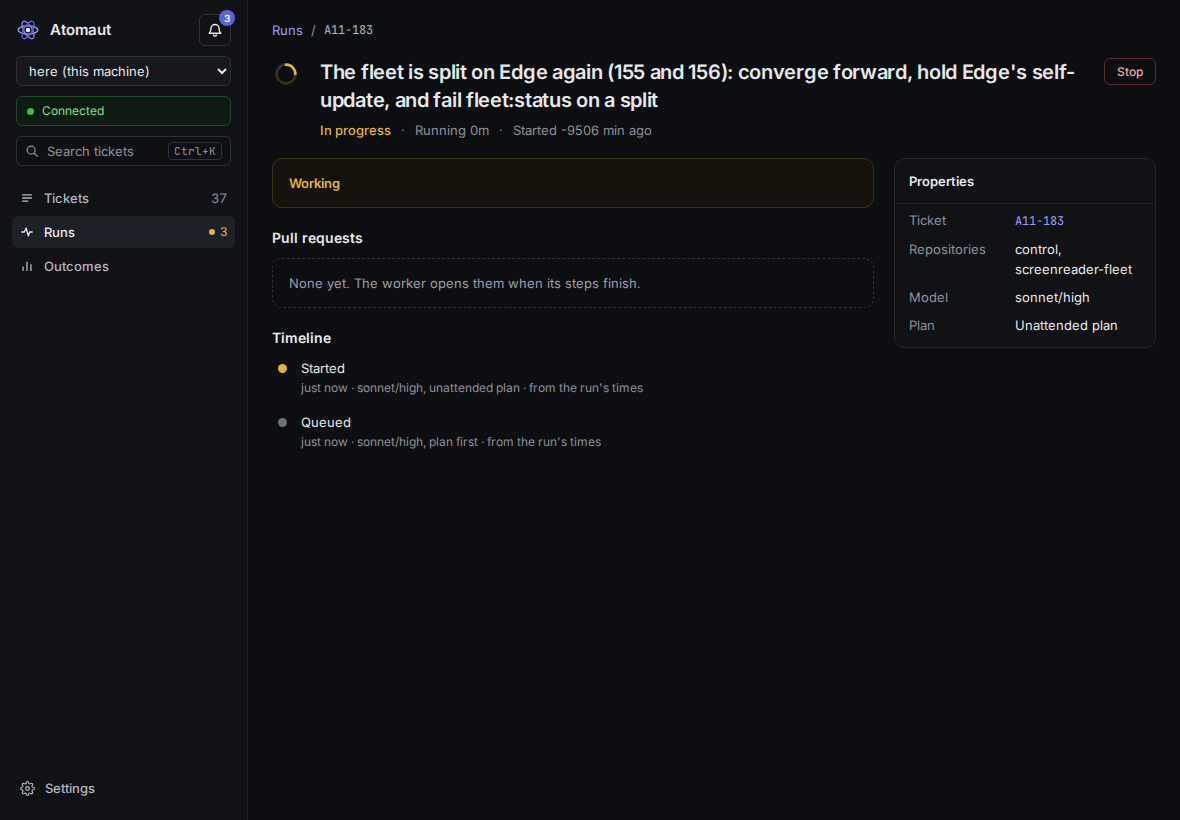 Atomaut
3
here (this machine)
Connected
Search tickets Ctrl+K
Tickets 37
Runs 3
Outcomes
Settings
Runs / A11-183
The fleet is split on Edge again (155 and 156): converge forward, hold Edge's self-
update, and fail fleet:status on a split
Stop
In progress · Running 0m · Started -9506 min ago
Working
Pull requests
None yet. The worker opens them when its steps finish.
Timeline
Started
just now · sonnet/high, unattended plan · from the run's times
Queued
just now · sonnet/high, plan first · from the run's times
Properties
Ticket A11-183
Repositories control,
screenreader-fleet
Model sonnet/high
Plan Unattended plan